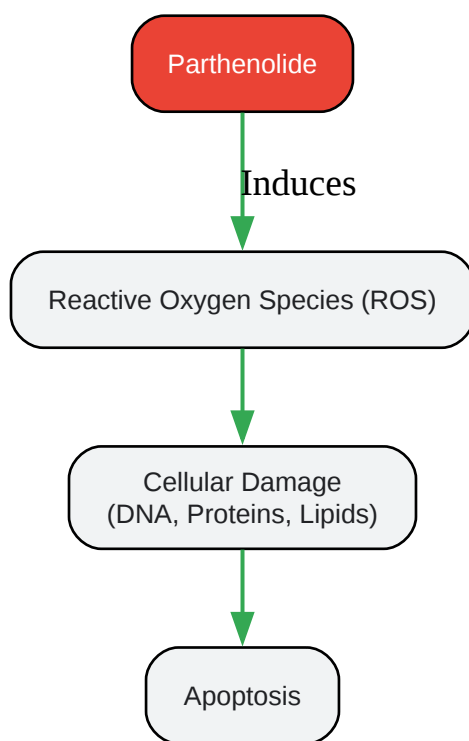 Parthenolide
Induces
Reactive Oxygen Species (ROS)
Cellular Damage
(DNA, Proteins, Lipids)
Apoptosis